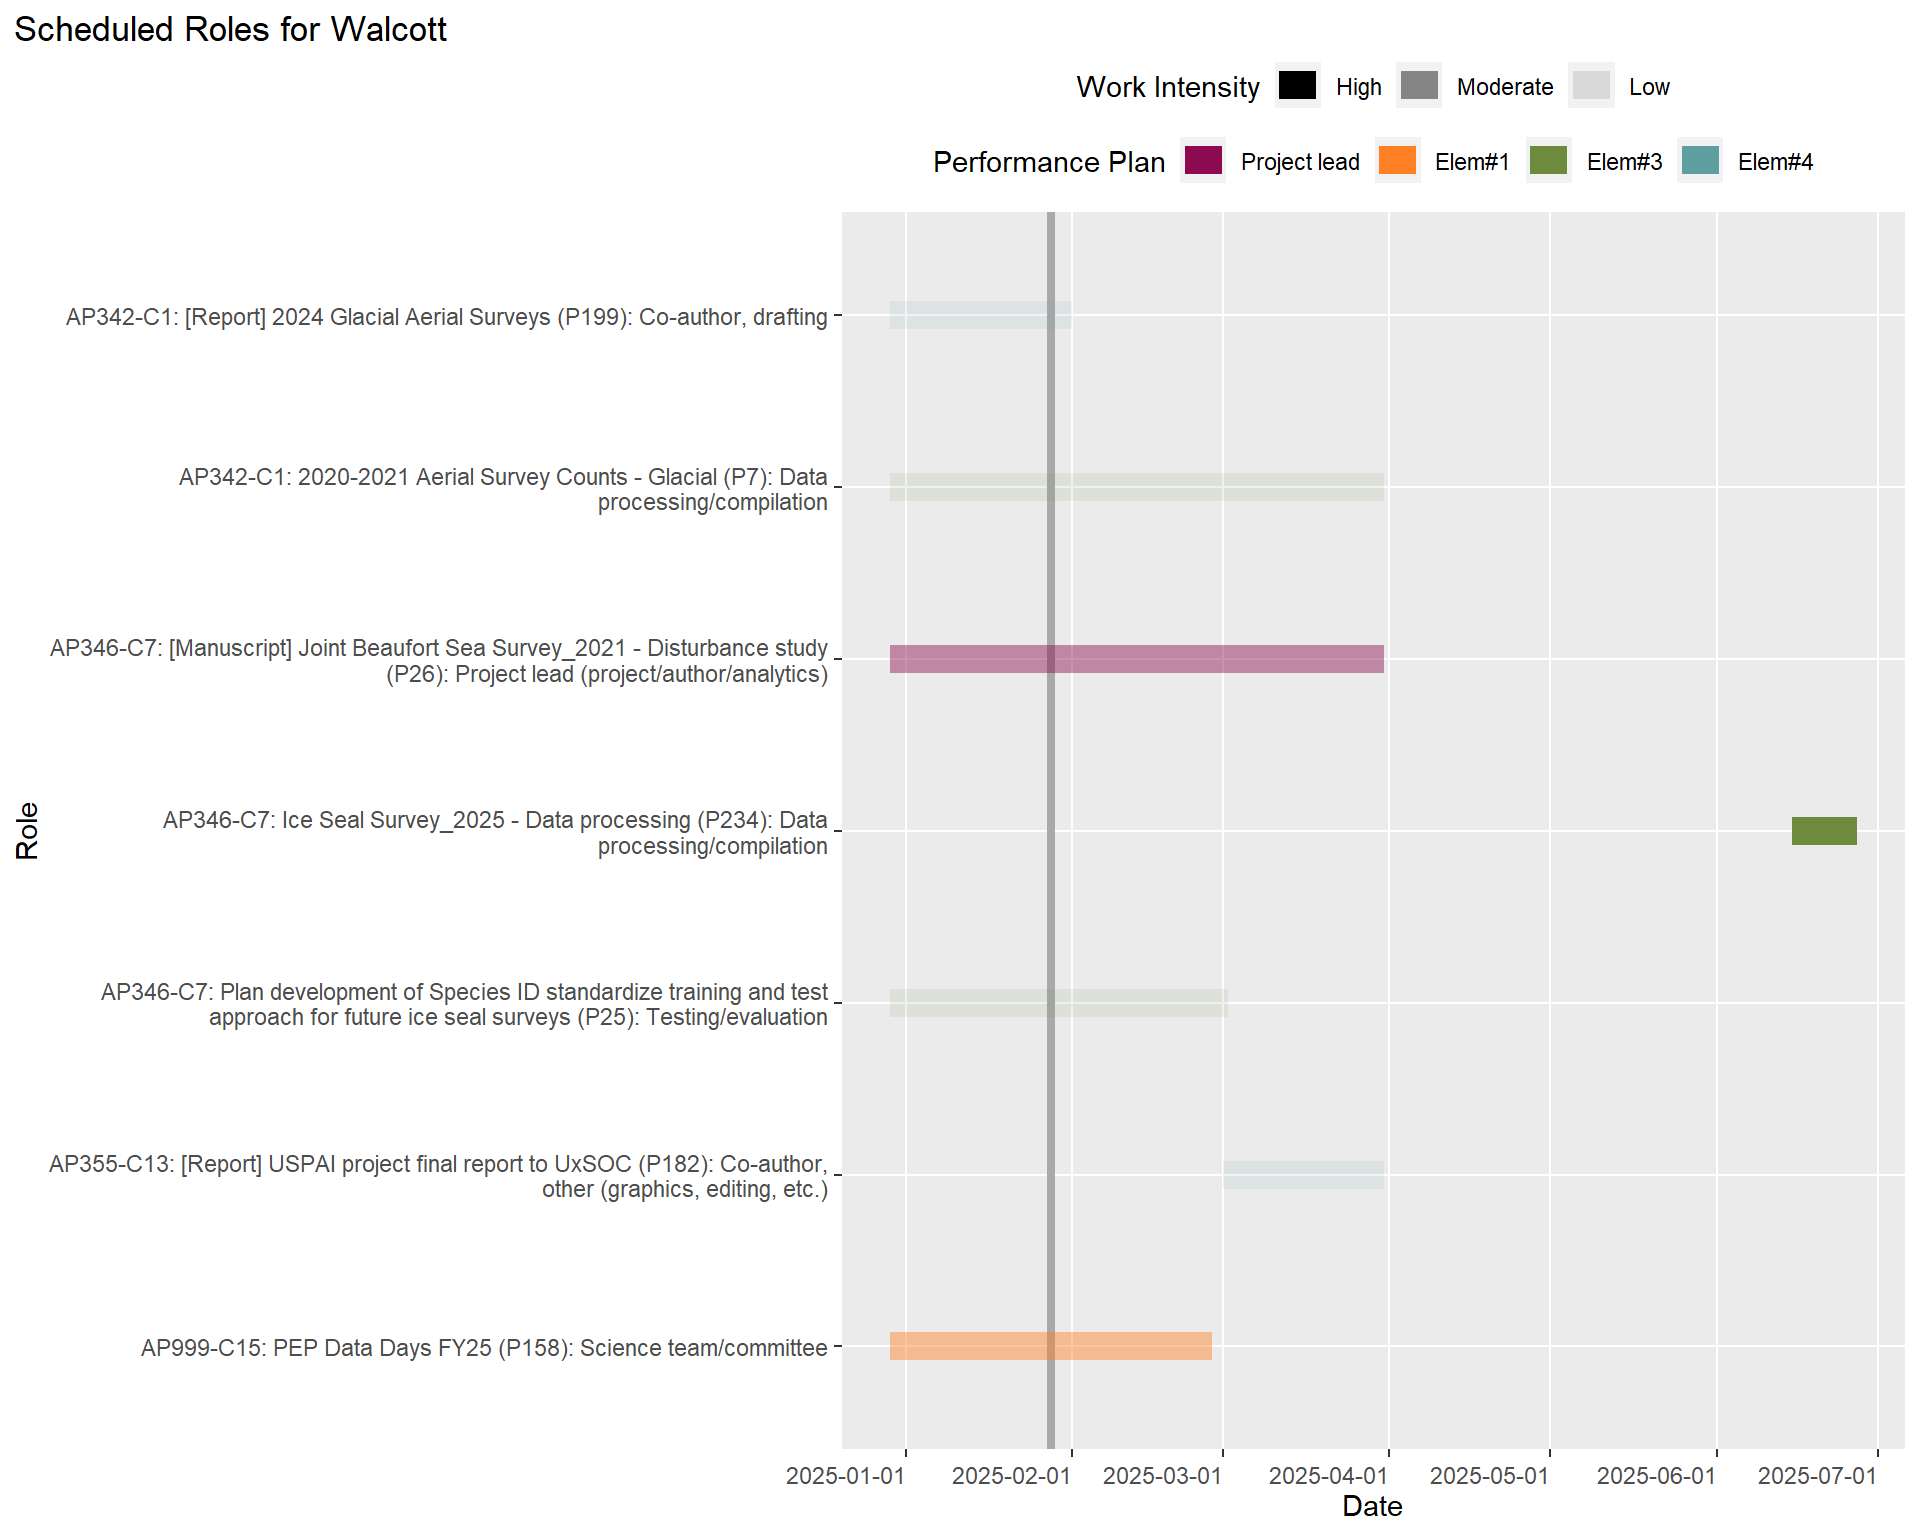 Scheduled Roles for Walcott
Work Intensity High Moderate Low
Performance Plan Project lead Elem#1 Elem#3 Elem#4
AP342-C1: [Report] 2024 Glacial Aerial Surveys (P199): Co-author, drafting
AP342-C1: 2020-2021 Aerial Survey Counts - Glacial (P7): Data
processing/compilation
AP346-C7: [Manuscript] Joint Beaufort Sea Survey_2021 - Disturbance study
(P26): Project lead (project/author/analytics)
Role
AP346-C7: Ice Seal Survey_2025 - Data processing (P234): Data
processing/compilation
AP346-C7: Plan development of Species ID standardize training and test
approach for future ice seal surveys (P25): Testing/evaluation
AP355-C13: [Report] USPAI project final report to UxSOC (P182): Co-author,
other (graphics, editing, etc.)
AP999-C15: PEP Data Days FY25 (P158): Science team/committee
2025-01-01 2025-02-01 2025-03-01 2025-04-01 2025-05-01 2025-06-01 2025-07-01
Date